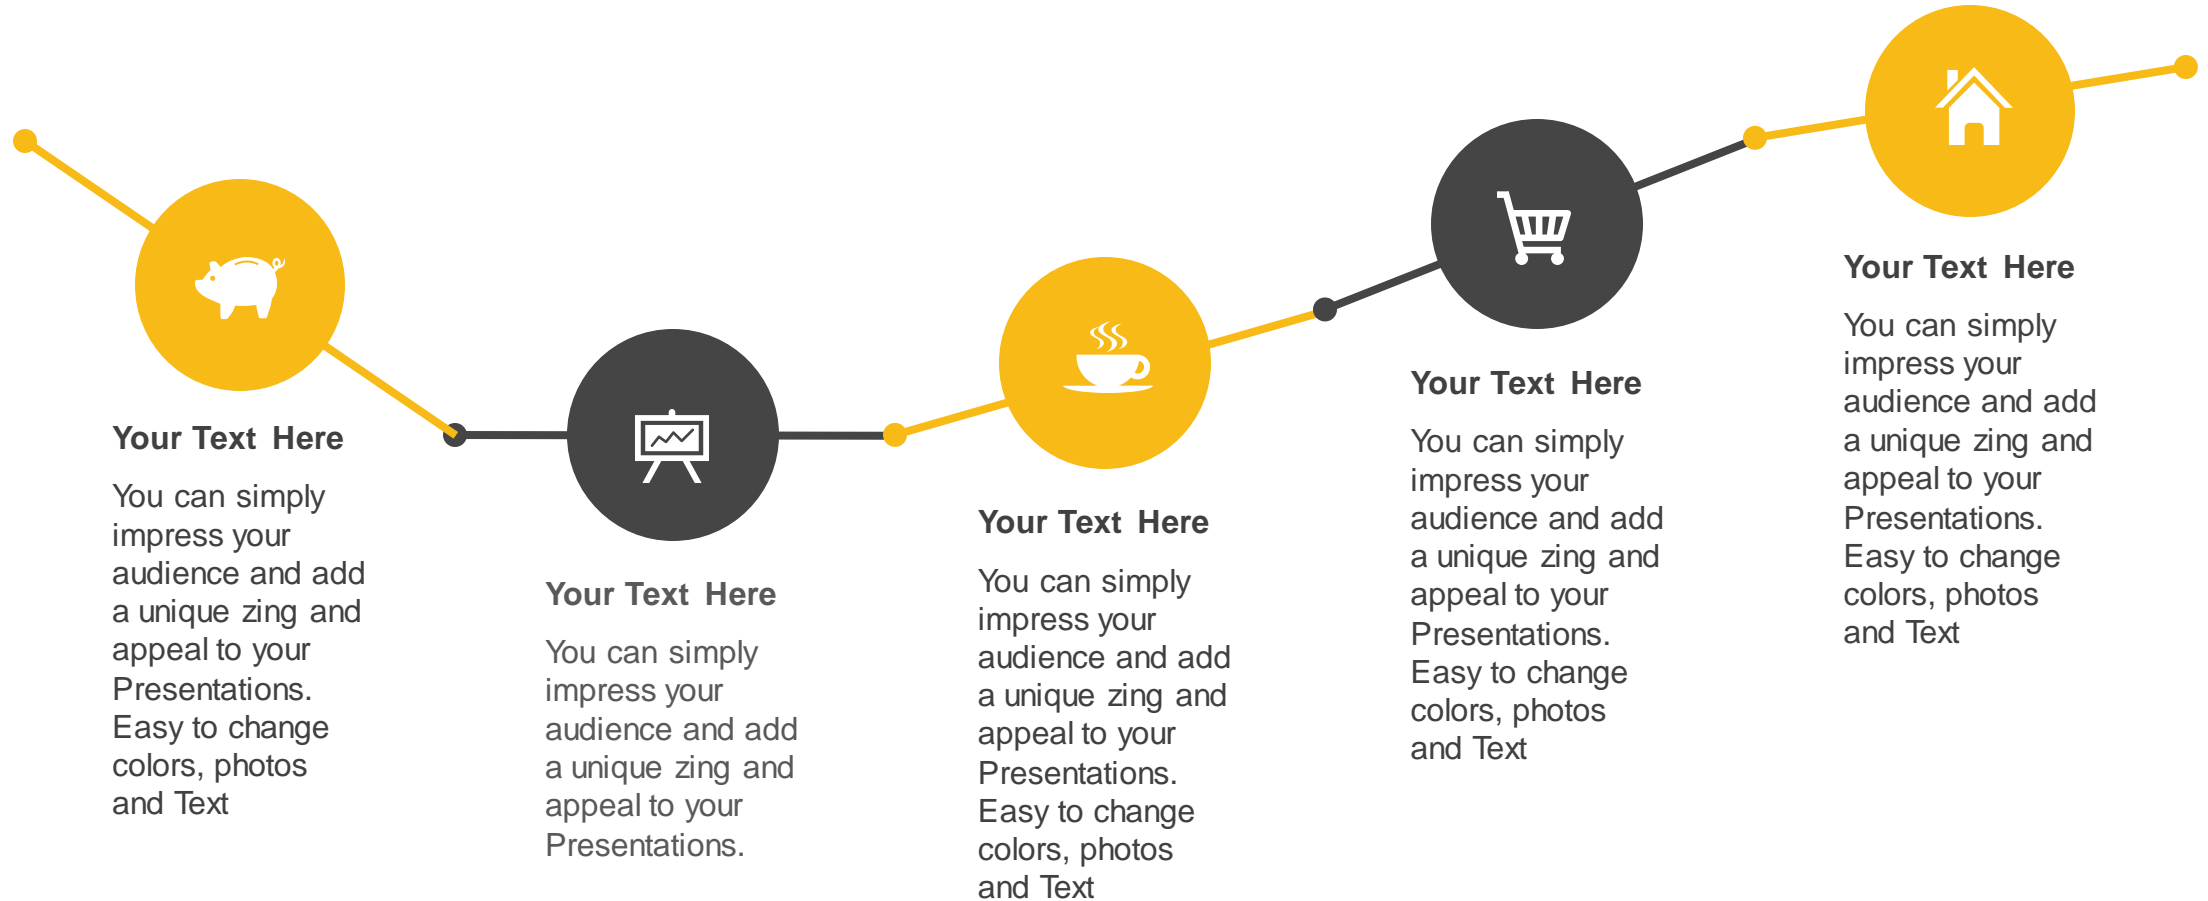 Your Text Here
You can simply
impress your
audience and add
a unique zing and
appeal to your
Presentations.
Easy to change
colors, photos
and Text
Your Text Here
You can simply
impress your
audience and add
a unique zing and
appeal to your
Presentations.
Your Text Here
You can simply
impress your
audience and add
a unique zing and
appeal to your
Presentations.
Easy to change
colors, photos
and Text
Your Text Here
You can simply
impress your
audience and add
a unique zing and
appeal to your
Presentations.
Easy to change
colors, photos
and Text
Your Text Here
You can simply
impress your
audience and add
a unique zing and
appeal to your
Presentations.
Easy to change
colors, photos
and Text